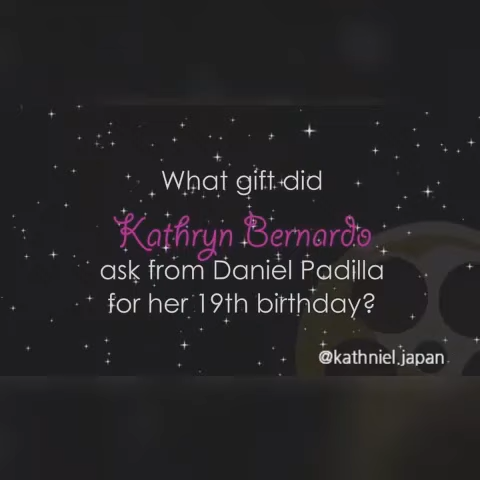 What gift did
Kathryn Bernardo
ask from Daniel Padilla
for her 19th birthday?
@kathniel.japan